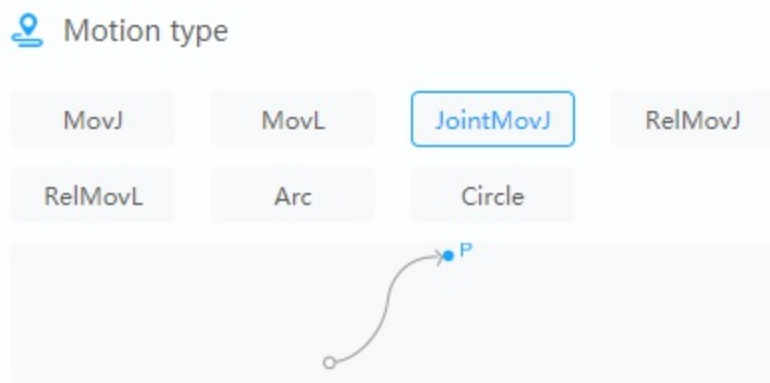 Motion type
MovJ MovL JointMovJ RelMovJ
RelMovL Arc Circle
P